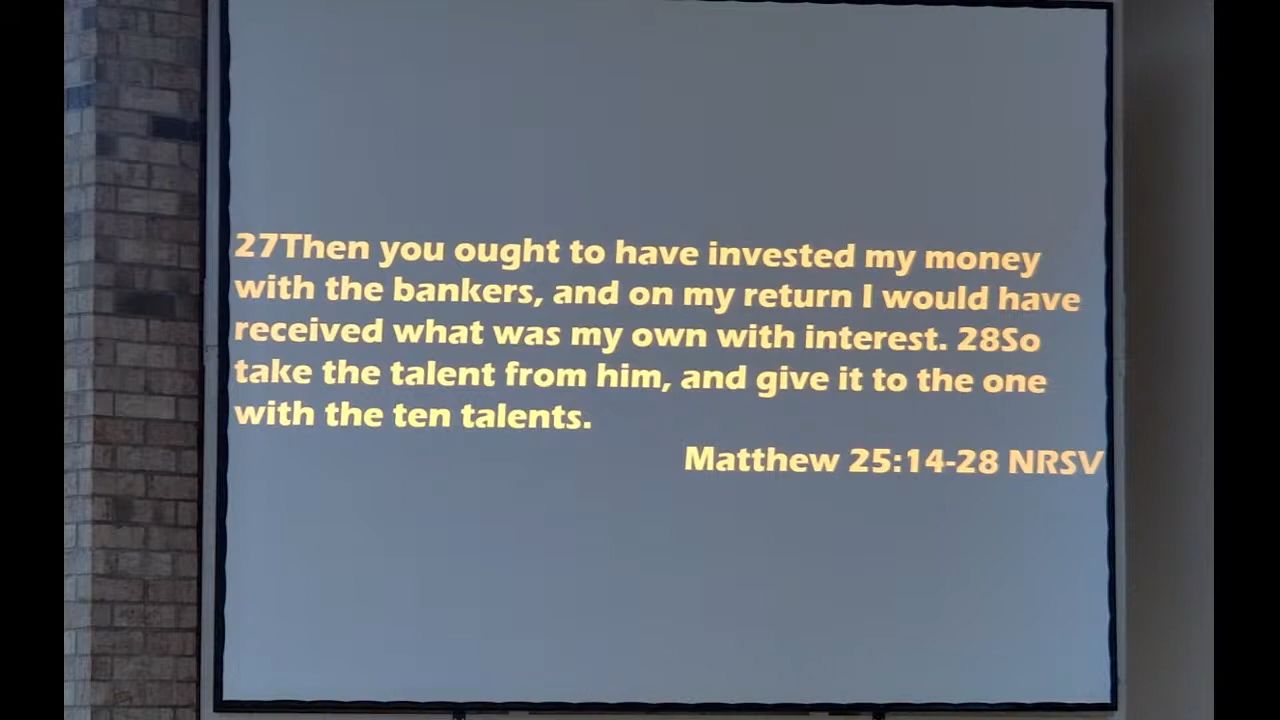 27Then you ought to have invested my money
with the bankers, and on my return I would have
received what was my own with interest. 28So
take the talent from him, and give it to the one
with the ten talents.
Matthew 25:14-28 NRSV